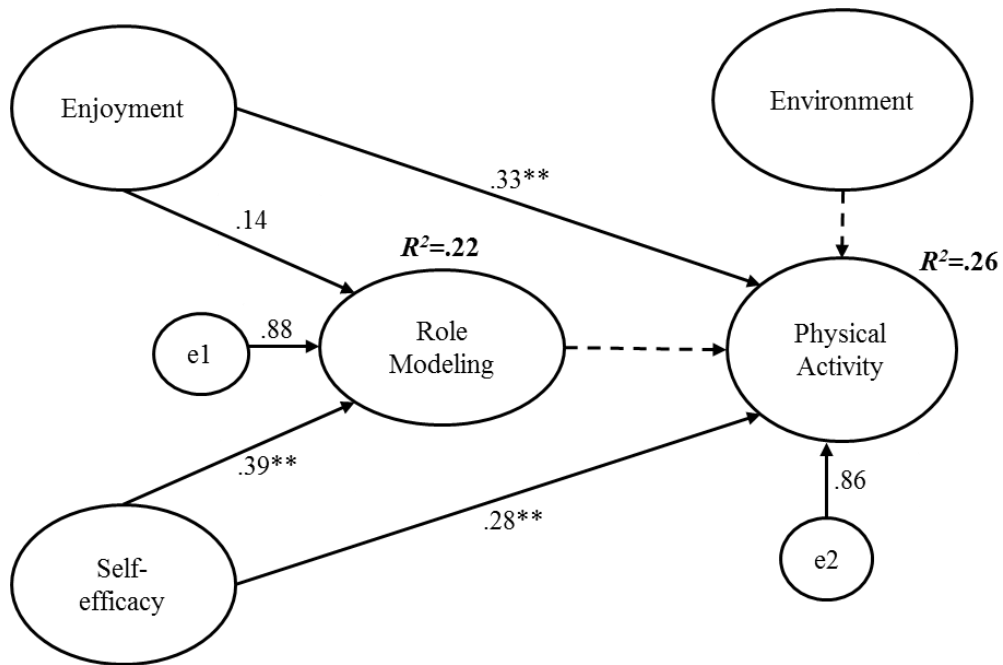 Enjoyment
Environment
.33**
.14
R²=.22
R²=.26
.88
e1
Role
Modeling
Physical
Activity
.39**
.28**
.86
Self-
efficacy
e2